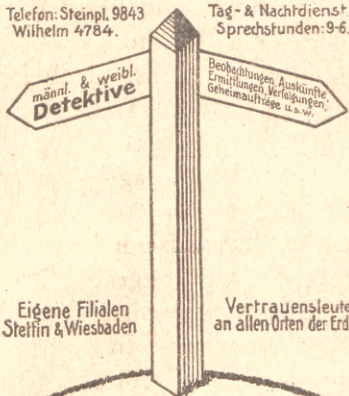 Telefon: Steinpl. 9843
Wilhelm 4784.
Tag- & Nachtdienst
Sprechstunden: 9-6.
männl. & weibl.
Detektive
Beobachtungen, Auskünfte,
Ermittlungen, Verfolgungen,
Geheimaufträge u.s.w.
Eigene Filialen
Stettin & Wiesbaden
Vertrauensleute
an allen Orten der Erd